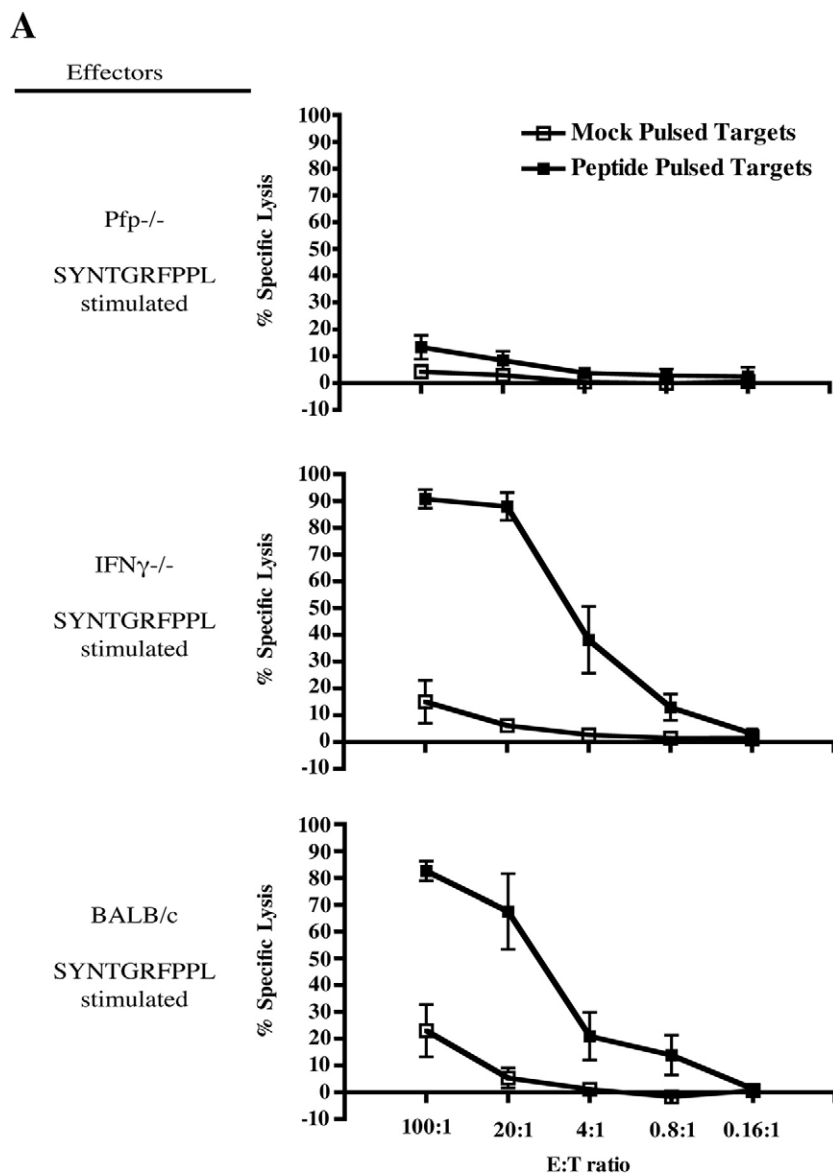 A
Effectors
Mock Pulsed Targets
Peptide Pulsed Targets
Pfp-/-
SYNTGRFPPL
stimulated
% Specific Lysis
100
90
80
70
60
50
40
30
20
10
0
-10
IFNγ-/-
SYNTGRFPPL
stimulated
% Specific Lysis
100
90
80
70
60
50
40
30
20
10
0
-10
BALB/c
SYNTGRFPPL
stimulated
% Specific Lysis
100
90
80
70
60
50
40
30
20
10
0
-10
100:1 20:1 4:1 0.8:1 0.16:1
E:T ratio